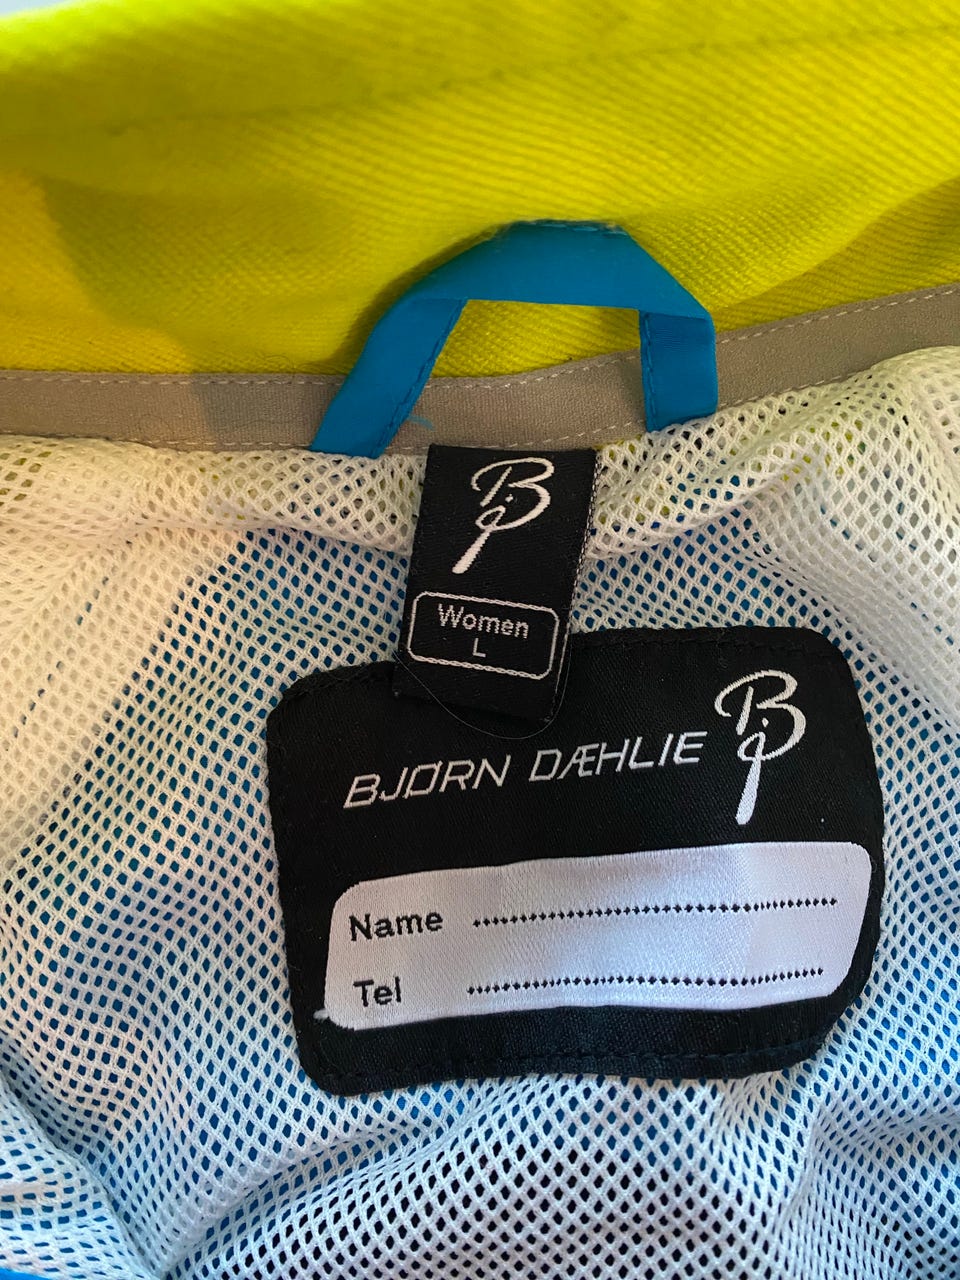 Women
L
BJØRN DÆHLIE
Name ........................................
Tel ........................................